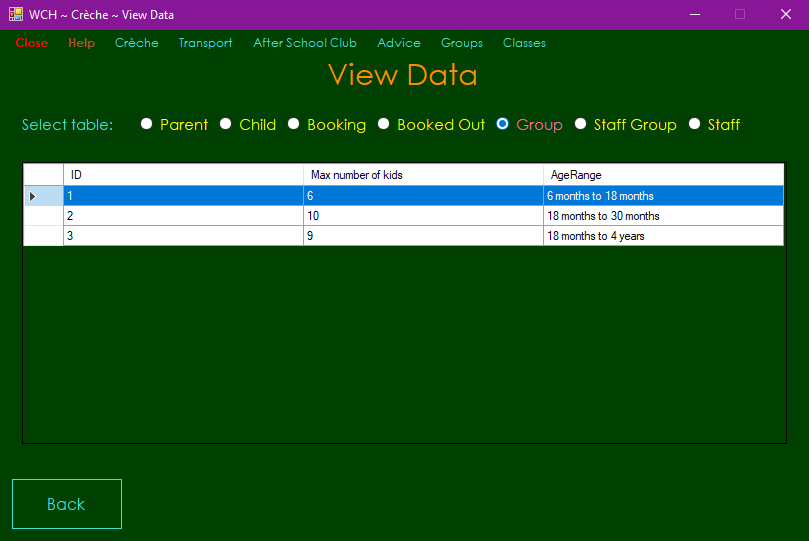 WCH ~ Crèche ~ View Data
Close Help Crèche Transport After School Club Advice Groups Classes
View Data
Select table: Parent Child Booking Booked Out Group Staff Group Staff
ID Max number of kids AgeRange
1 6 6 months to 18 months
2 10 18 months to 30 months
3 9 18 months to 4 years
Back